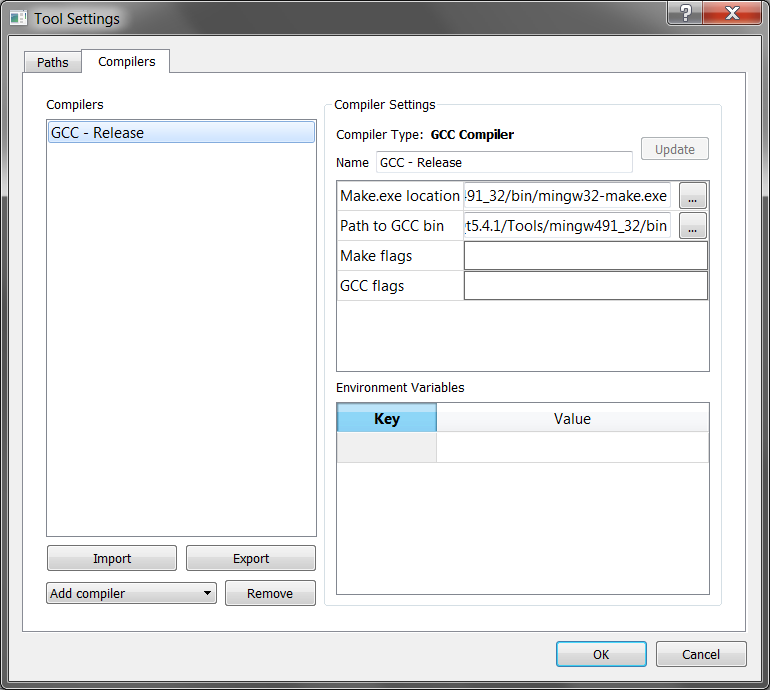 Tool Settings
?
X
Paths
Compilers
Compilers
GCC - Release
Import
Export
Add compiler
Remove
Compiler Settings
Compiler Type: GCC Compiler
Name GCC - Release
Update
Make.exe location 491_32/bin/mingw32-make.exe ...
Path to GCC bin t5.4.1/Tools/mingw491_32/bin ...
Make flags
GCC flags
Environment Variables
Key Value
OK
Cancel